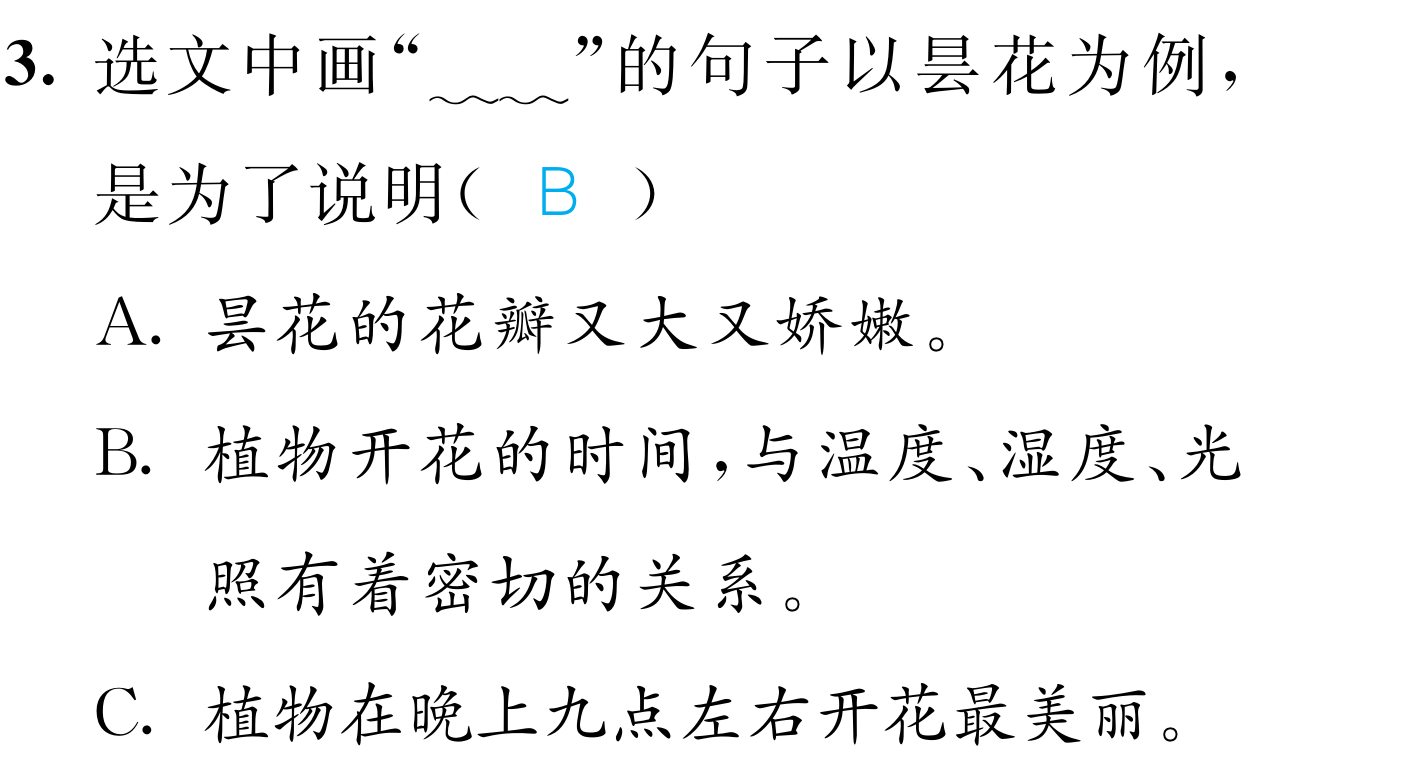 3. 选文中画“﹏﹏”的句子以昙花为例，
是为了说明( B )
A. 昙花的花瓣又大又娇嫩。
B. 植物开花的时间,与温度、湿度、光
照有着密切的关系。
C. 植物在晚上九点左右开花最美丽。